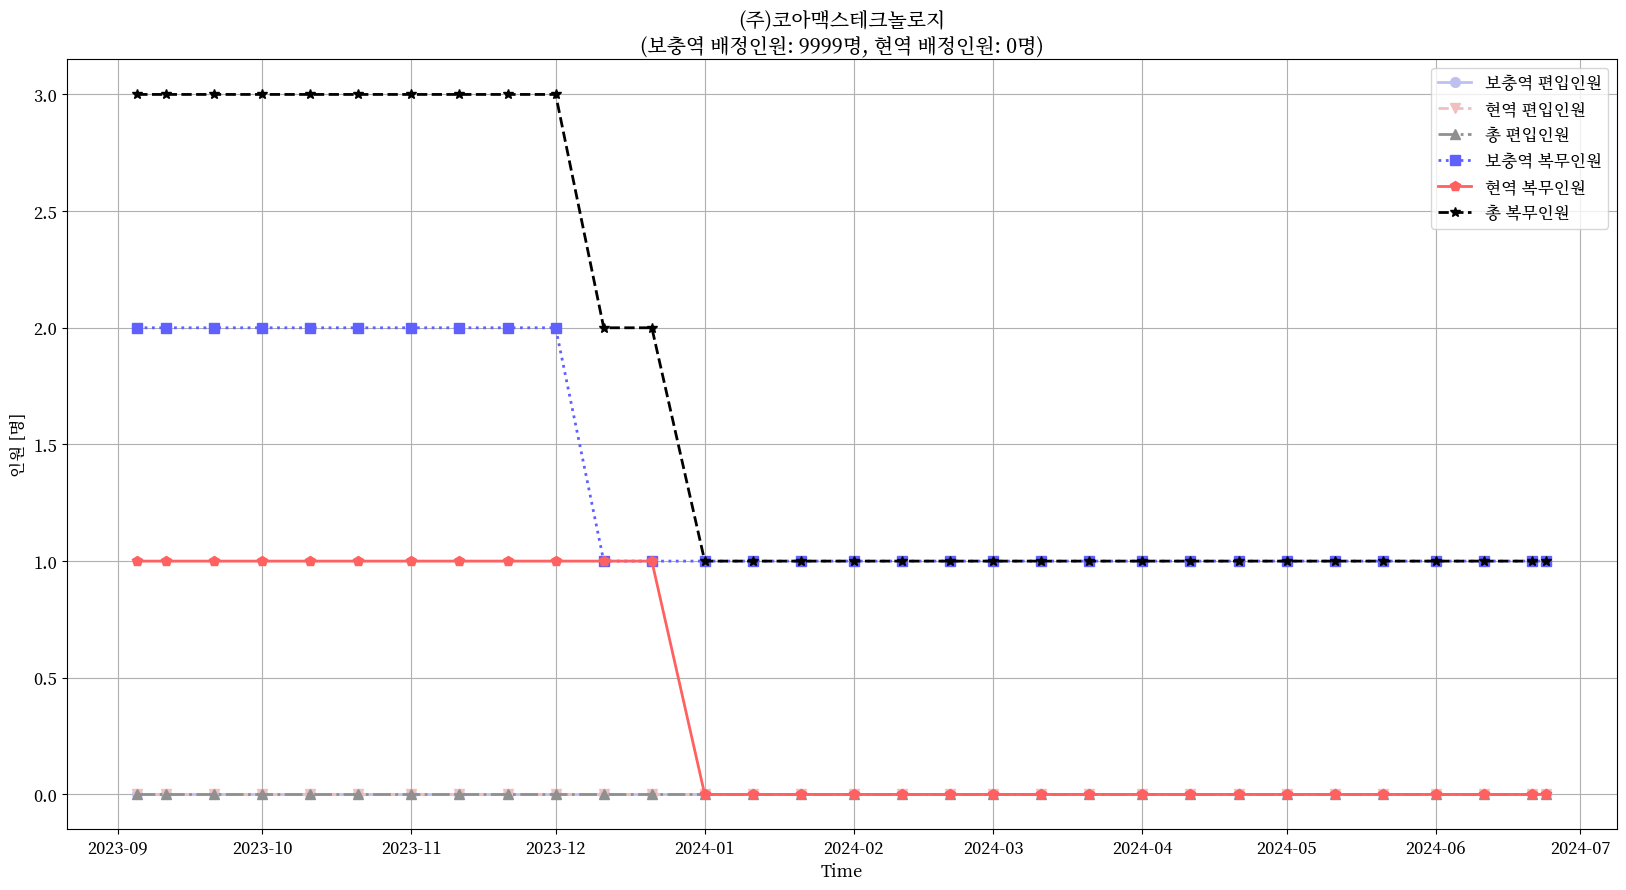 (주)코아맥스테크놀로지
(보충역 배정인원: 9999명, 현역 배정인원: 0명)
보충역 편입인원
현역 편입인원
총 편입인원
보충역 복무인원
현역 복무인원
총 복무인원
인원 [명]
3.0
2.5
2.0
1.5
1.0
0.5
0.0
2023-09 2023-10 2023-11 2023-12 2024-01 2024-02 2024-03 2024-04 2024-05 2024-06 2024-07
Time